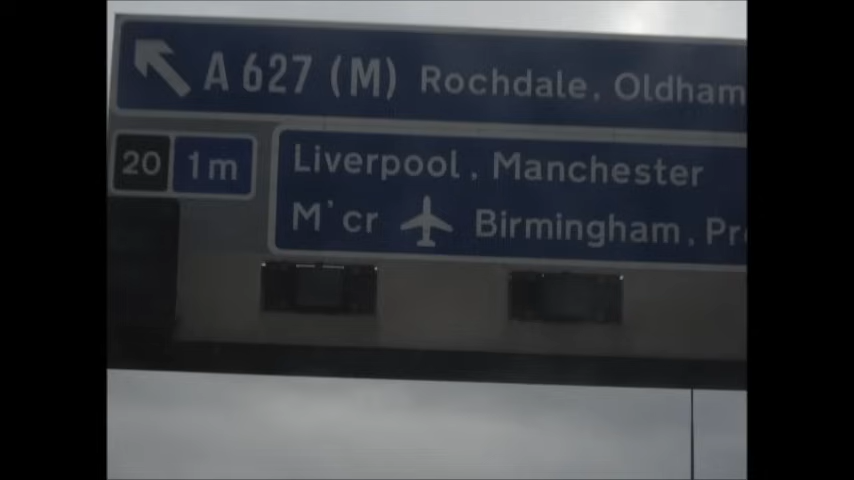 A 627 (M) Rochdale, Oldham
20 1m
Liverpool, Manchester
M'cr Birmingham,